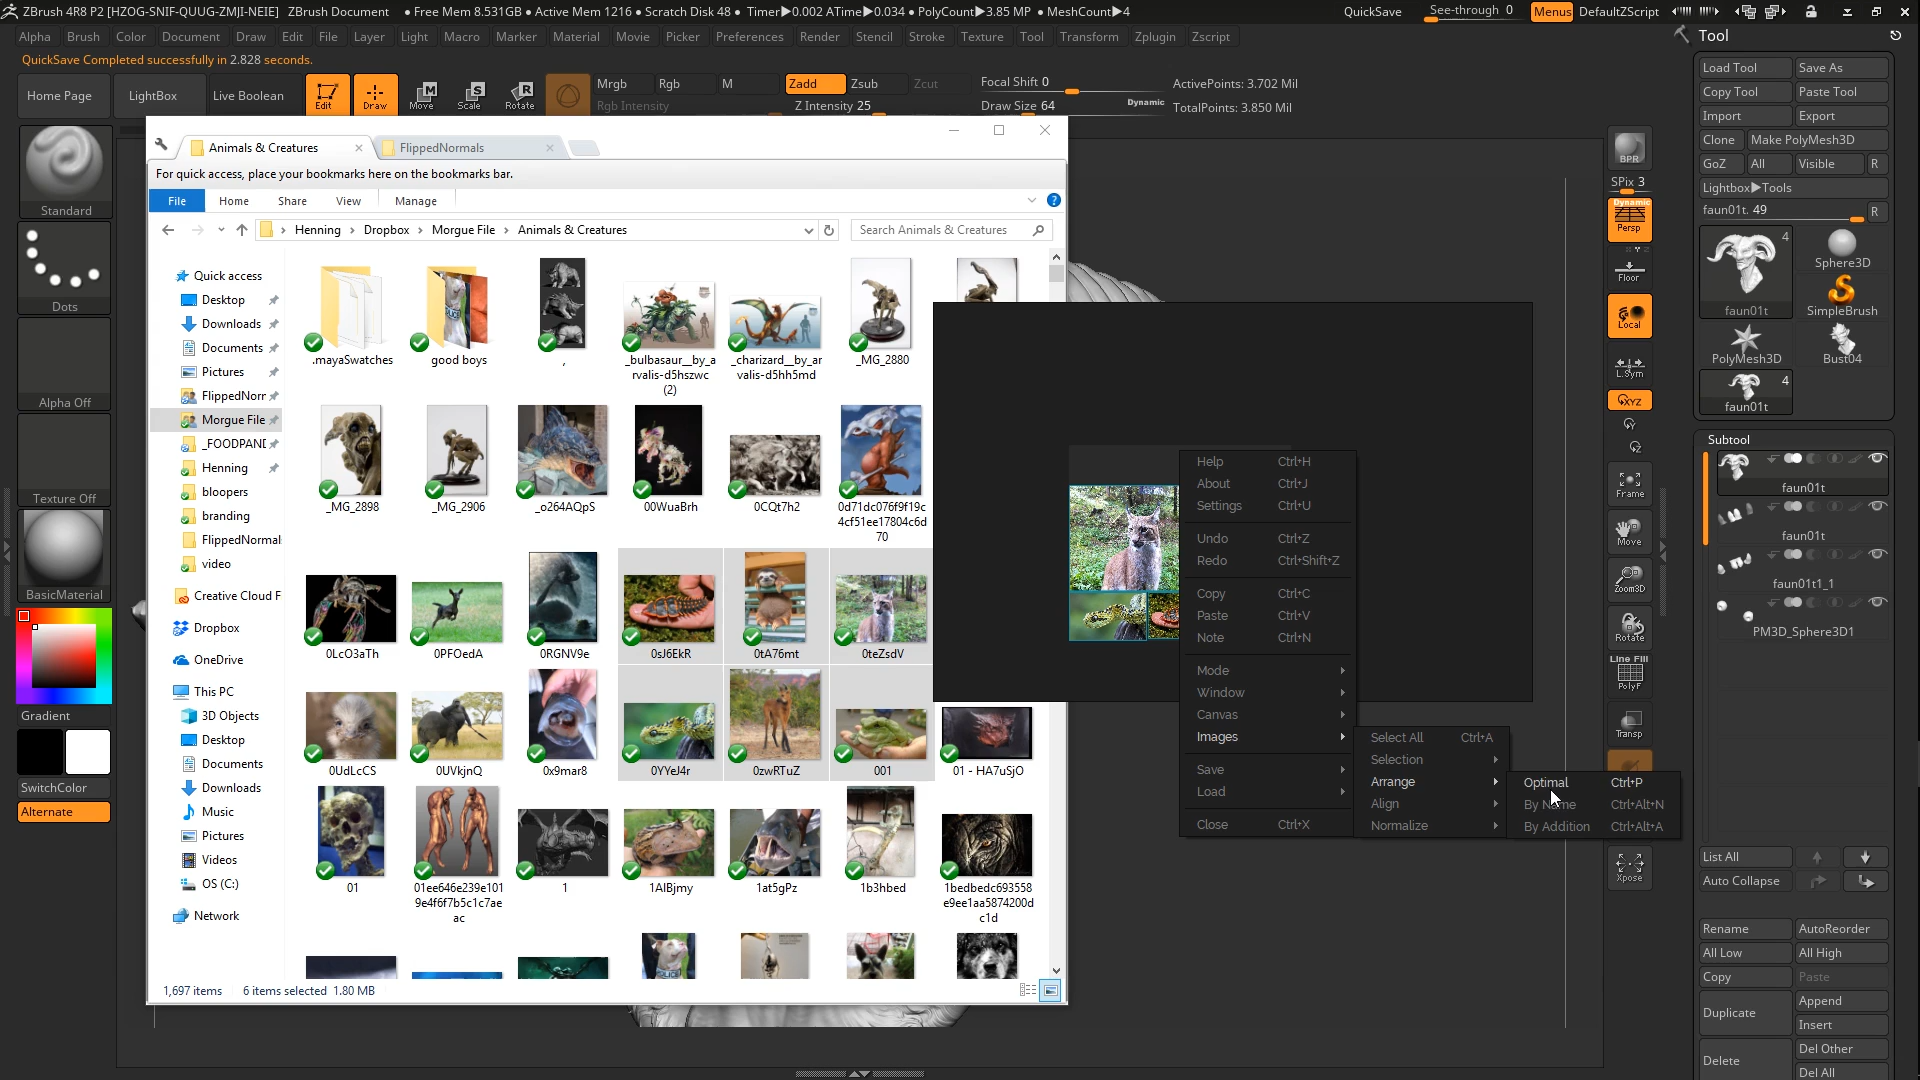 ZBrush 4R8 P2 [HZOG-SNIF-QUUG-ZMJI-NEIE] ZBrush Document • Free Mem 8.531GB • Active Mem 1216 • Scratch Disk 48 • Timer▶0.002 ATime▶0.034 • PolyCount▶3.85 MP • MeshCount▶4 QuickSave See-through 0 Menus DefaultZScript
Alpha Brush Color Document Draw Edit File Layer Light Macro Marker Material Movie Picker Preferences Render Stencil Stroke Texture Tool Transform Zplugin Zscript
QuickSave Completed successfully in 2.828 seconds.
Home Page LightBox Live Boolean Edit Draw Move Scale Rotate
Mrgb Rgb M Zadd Zsub Zcut Focal Shift 0 ActivePoints: 3.702 Mil
Rgb Intensity Z Intensity 25 Draw Size 64 Dynamic TotalPoints: 3.850 Mil
Standard
Dots
Alpha Off
Texture Off
BasicMaterial
Gradient
SwitchColor
Alternate
Animals & Creatures FlippedNormals
For quick access, place your bookmarks here on the bookmarks bar.
File Home Share View Manage
Henning Dropbox Morgue File Animals & Creatures Search Animals & Creatures
Quick access
Desktop
Downloads
Documents
Pictures
FlippedNorr
Morgue File
_FOODPANI
Henning
bloopers
branding
FlippedNormal
video
Creative Cloud F
Dropbox
OneDrive
This PC
3D Objects
Desktop
Documents
Downloads
Music
Pictures
Videos
OS (C:)
Network
.mayaSwatches good boys , _bulbasaur__by_a _charizard__by_ar _MG_2880
rvalis-d5hszwc valis-d5hh5md
(2)
_MG_2898 _MG_2906 _o264AQpS 00WuaBrh 0CQt7h2 0d71dc076f9f19c
4cf51ee17804c6d
70
0LcO3aTh 0PFOedA 0RGNV9e 0sJ6EkR 0tA76mt 0teZsdV
0UdLcCS 0UVkjnQ 0x9mar8 0YYeJ4r 0zwRTuZ 001 01 - HA7uSjO
01 01ee646e239e101 1 1AlBjmy 1at5gPz 1b3hbed 1bedbedc693558
9e4f6f7b5c1c7ae e9ee1aa5874200d
ac c1d
1,697 items 6 items selected 1.80 MB
Help Ctrl+H
About Ctrl+J
Settings Ctrl+U
Undo Ctrl+Z
Redo Ctrl+Shift+Z
Copy Ctrl+C
Paste Ctrl+V
Note Ctrl+N
Mode
Window
Canvas
Images
Save
Load
Close Ctrl+X
Select All Ctrl+A
Selection
Arrange
Align
Normalize
Optimal Ctrl+P
By Name Ctrl+Alt+N
By Addition Ctrl+Alt+A
BPR
SPix 3
Dynamic
Persp
Floor
Local
L.Sym
XYZ
Frame
Move
Zoom3D
Rotate
Line Fill
PolyF
Transp
Xpose
Tool
Load Tool Save As
Copy Tool Paste Tool
Import Export
Clone Make PolyMesh3D
GoZ All Visible R
Lightbox▶Tools
faun01t. 49 R
4
faun01t Sphere3D
SimpleBrush
PolyMesh3D Bust04
4
faun01t
Subtool
faun01t
faun01t
faun01t1_1
PM3D_Sphere3D1
List All
Auto Collapse
Rename AutoReorder
All Low All High
Copy Paste
Duplicate Append
Insert
Delete Del Other
Del All